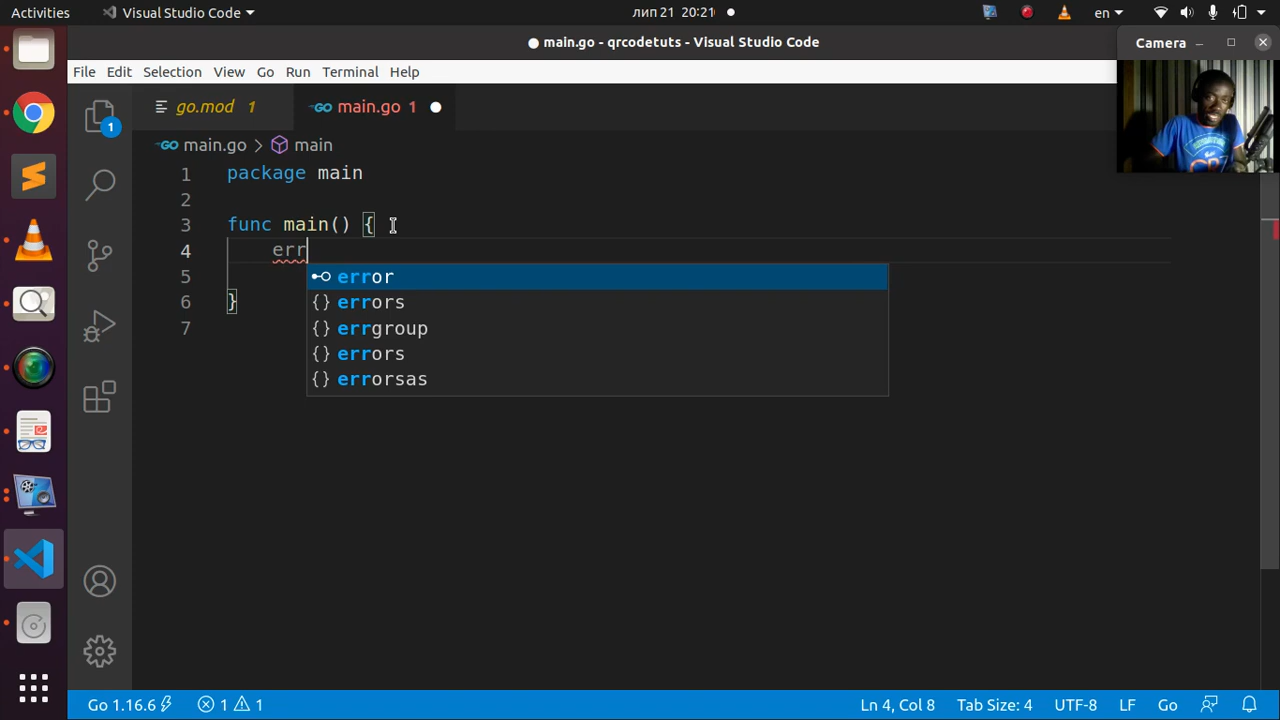 Activities
Visual Studio Code
лип 21 20:21
en
main.go - qrcodetuts - Visual Studio Code
Camera
File Edit Selection View Go Run Terminal Help
go.mod 1
main.go 1
main.go > main
1 package main
2
3 func main() {
4 err
error
5
errors
6 }
errgroup
7
errors
errorsas
1
Go 1.16.6 1 1
Ln 4, Col 8 Tab Size: 4 UTF-8 LF Go